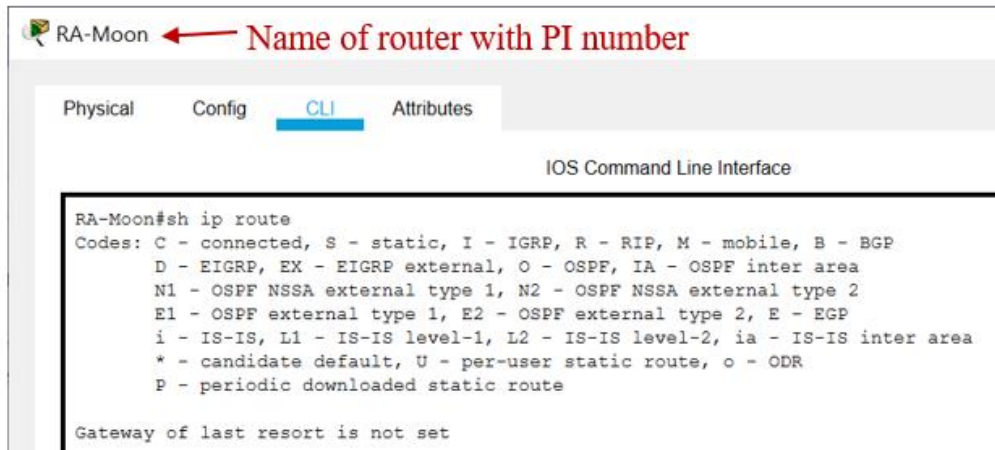 RA-Moon Name of router with PI number
Physical Config CLI Attributes
IOS Command Line Interface
RA-Moon#sh ip route
Codes: C - connected, S - static, I - IGRP, R - RIP, M - mobile, B - BGP
D - EIGRP, EX - EIGRP external, O - OSPF, IA - OSPF inter area
N1 - OSPF NSSA external type 1, N2 - OSPF NSSA external type 2
E1 - OSPF external type 1, E2 - OSPF external type 2, E - EGP
i - IS-IS, L1 - IS-IS level-1, L2 - IS-IS level-2, ia - IS-IS inter area
* - candidate default, U - per-user static route, o - ODR
P - periodic downloaded static route
Gateway of last resort is not set